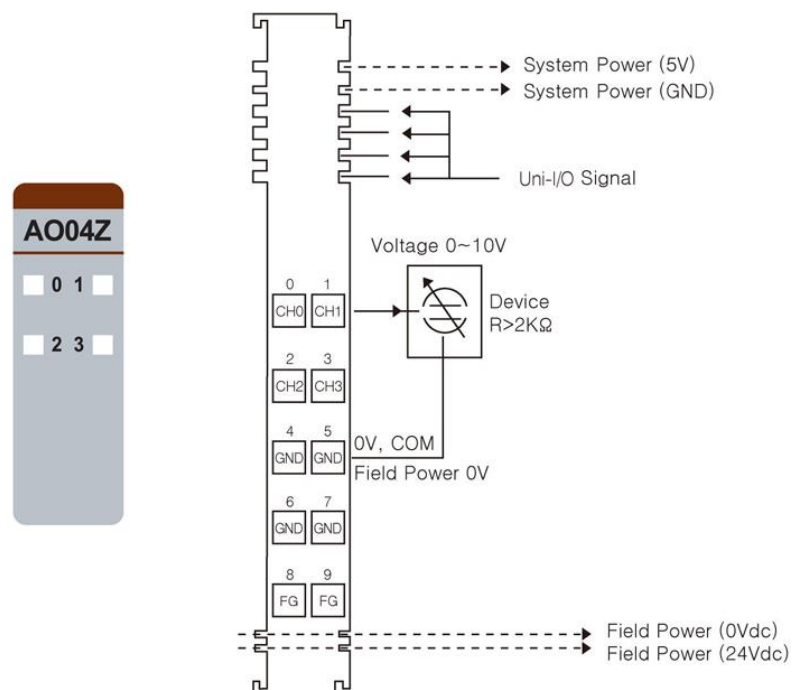 System Power (5V)
System Power (GND)
Uni-I/O Signal
AO04Z
0 1
2 3
Voltage 0~10V
0 1
CH0 CH1
Device
R>2KΩ
2 3
CH2 CH3
4 5
GND GND
0V, COM
Field Power 0V
6 7
GND GND
8 9
FG FG
Field Power (0Vdc)
Field Power (24Vdc)